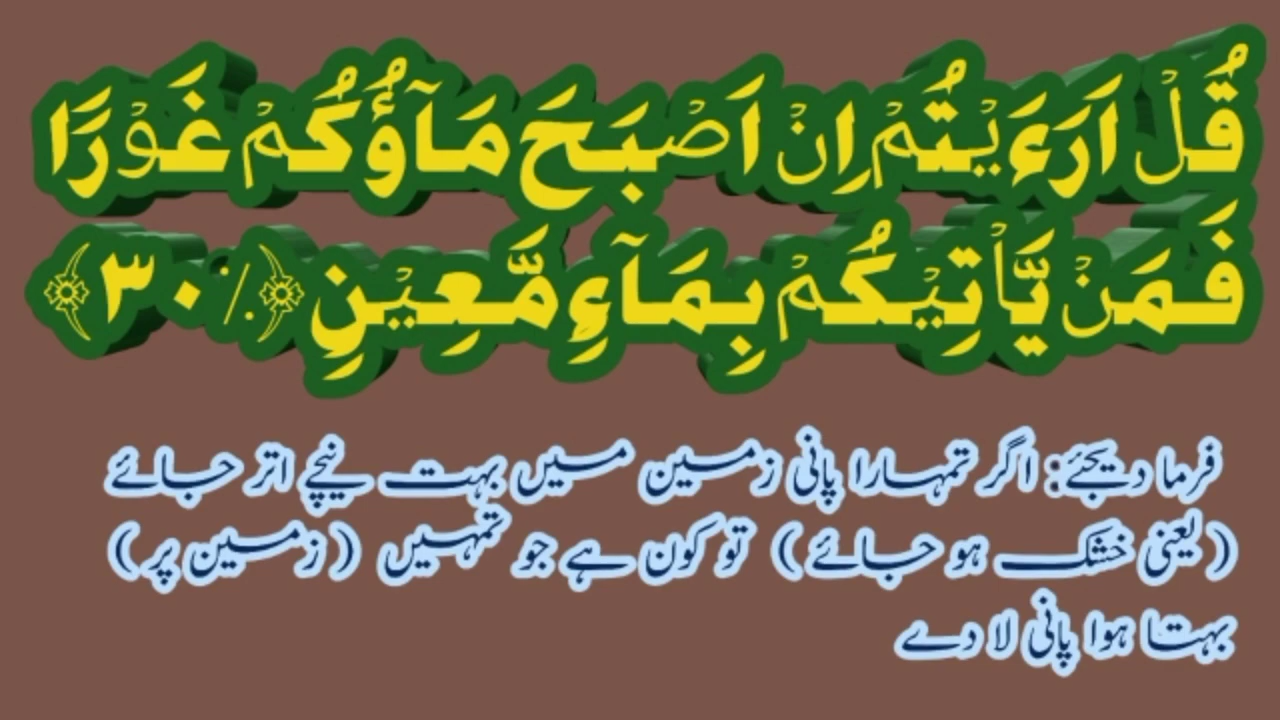 قُلْ اَرَءَيْتُمْ اِنْ اَصْبَحَ مَآؤُكُمْ غَوْرًا
فَمَنْ يَّاْتِيْكُمْ بِمَآءٍ مَّعِيْنٍ ﴿٪۳۰﴾
فرما دیجئے: اگر تمہارا پانی زمین میں بہت نیچے اتر جائے
(یعنی خشک ہو جائے) تو کون ہے جو تمہیں (زمین پر)
بہتا ہوا پانی لا دے